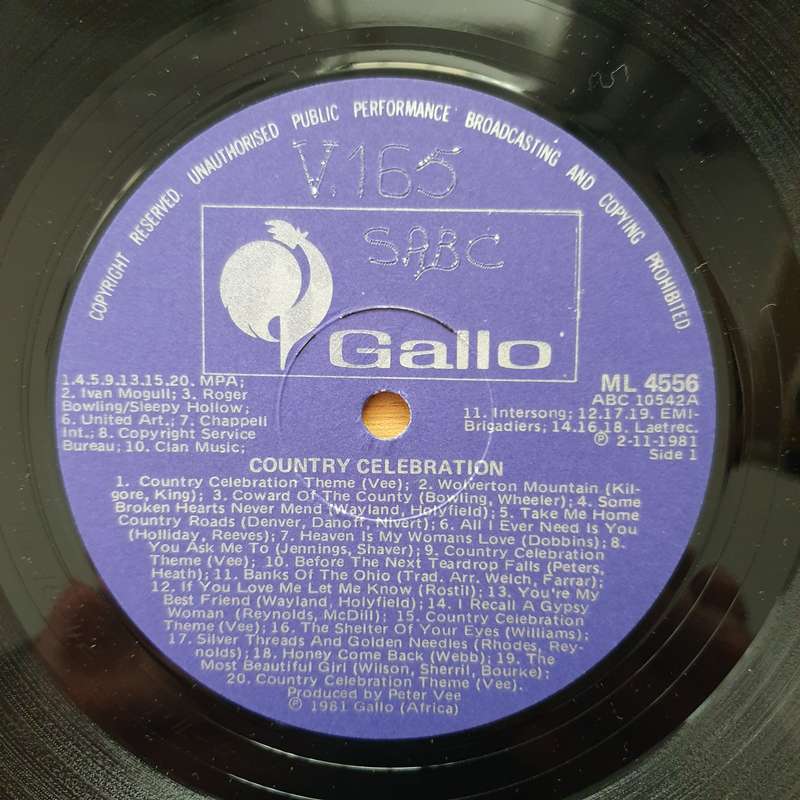 COPYRIGHT RESERVED. UNAUTHORISED PUBLIC PERFORMANCE BROADCASTING AND COPYING PROHIBITED
V.165
SABC
Gallo
1.4.5.9.13.15.20. MPA;
2. Ivan Mogull; 3. Roger
Bowling/Sleepy Hollow;
6. United Art.; 7. Chappell
Int.; 8. Copyright Service
Bureau; 10. Clan Music;
ML 4556
ABC 10542A
11. Intersong; 12.17.19. EMI-
Brigadiers; 14.16.18. Laetrec.
Ⓟ 2-11-1981
Side 1
COUNTRY CELEBRATION
1. Country Celebration Theme (Vee); 2. Wolverton Mountain (Kil-
gore, King); 3. Coward Of The County (Bowling, Wheeler); 4. Some
Broken Hearts Never Mend (Wayland, Holyfield); 5. Take Me Home
Country Roads (Denver, Danoff, Nivert); 6. All I Ever Need Is You
(Holliday, Reeves); 7. Heaven Is My Womans Love (Dobbins); 8.
You Ask Me To (Jennings, Shaver); 9. Country Celebration
Theme (Vee); 10. Before The Next Teardrop Falls (Peters,
Heath); 11. Banks Of The Ohio (Trad. Arr. Welch, Farrar);
12. If You Love Me Let Me Know (Rostil); 13. You're My
Best Friend (Wayland, Holyfield); 14. I Recall A Gypsy
Woman (Reynolds, McDill); 15. Country Celebration
Theme (Vee); 16. The Shelter Of Your Eyes (Williams);
17. Silver Threads And Golden Needles (Rhodes, Rey-
nolds); 18. Honey Come Back (Webb); 19. The
Most Beautiful Girl (Wilson, Sherril, Bourke);
20. Country Celebration Theme (Vee).
Produced by Peter Vee
Ⓟ 1981 Gallo (Africa)